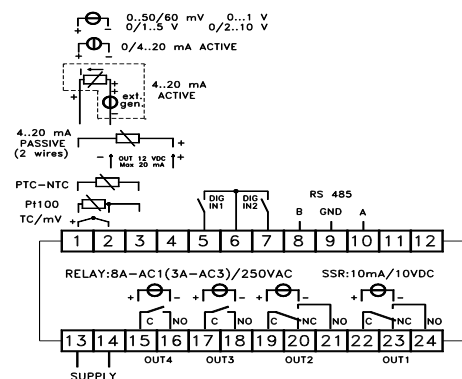 0..50/60 mV 0...1 V
+ - 0/1..5 V 0/2..10 V
+ - 0/4..20 mA ACTIVE
I
+ + + ext. gen. - 4..20 mA ACTIVE
4..20 mA
PASSIVE
(2 wires)
+
- OUT 12 VDC +
Max 20 mA
PTC-NTC
Pt100
TC/mV + -
DIG IN1 DIG IN2
RS 485
B GND A
1 2 3 4 5 6 7 8 9 10 11 12
RELAY:8A-AC1(3A-AC3)/250VAC SSR:10mA/10VDC
+ - + - + - + -
C NO C NO C NC NO C NC NO
13 14 15 16 17 18 19 20 21 22 23 24
SUPPLY OUT4 OUT3 OUT2 OUT1